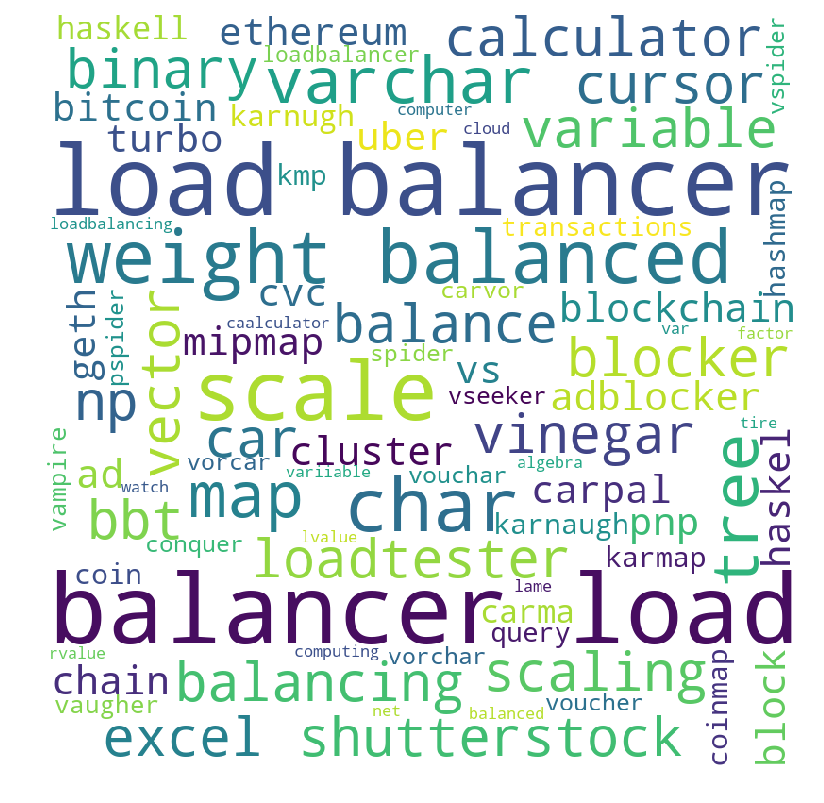 haskell ethereum calculator
loadbalancer
binary varchar cursor
vspider
bitcoin karnugh computer variable
turbo uber cloud
load balancer
kmp
hashmap
loadbalancing transactions
weight balanced
geth cvc carvor blockchain
pspider vector mipmap caalculator balance var factor
np spider vs blocker
scale vseeker adblocker
car cluster vinegar tire
vampire ad vorcar variiable vouchar algebra tree haskel
watch map char carpal
bbt karnaugh pnp
conquer loadtester lvalue karmap
coin lame
balancer load
carma
query
rvalue computing vorchar
chain balancing scaling coinmap block
vaugher net balanced voucher
excel shutterstock